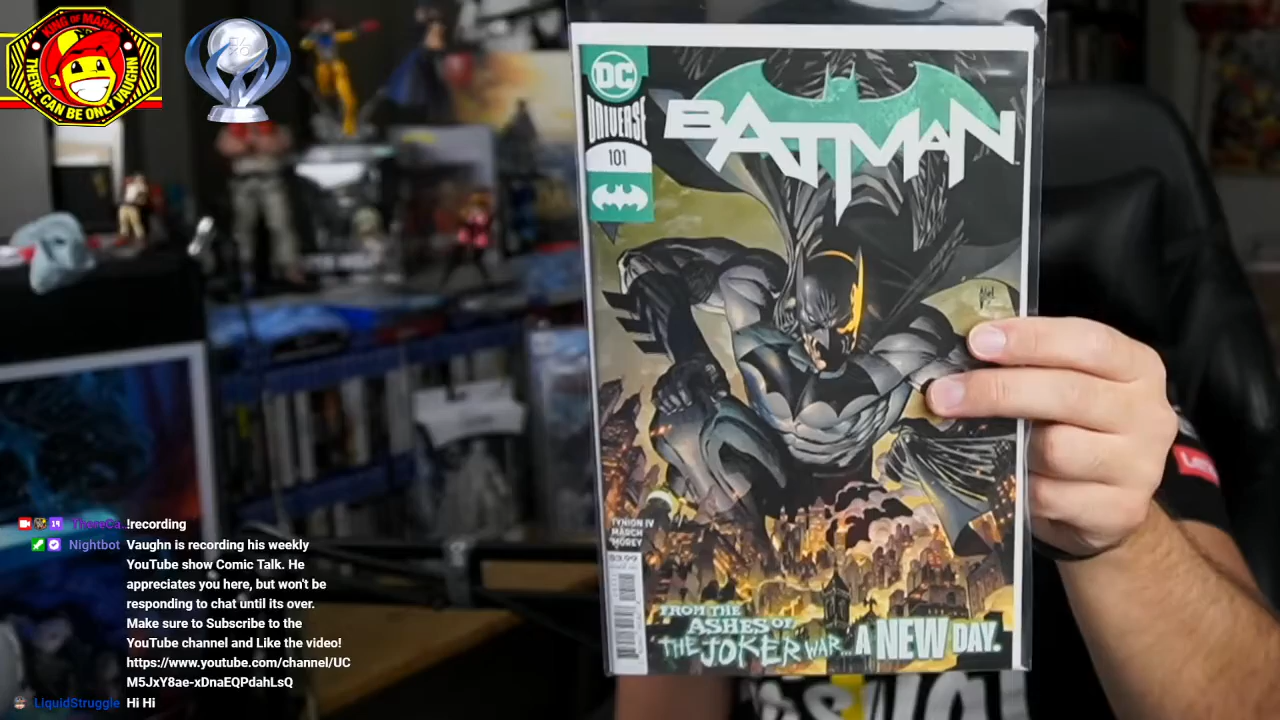 KING OF MARKS
THERE CAN BE ONLY VAUGHN
DC
UNIVERSE
101
BATMAN
TYNION IV
MARCH
MOREY
$3.99
FROM THE
ASHES OF
THE JOKER WAR... A NEW DAY.
ThereCa.. !recording
Nightbot Vaughn is recording his weekly
YouTube show Comic Talk. He
appreciates you here, but won't be
responding to chat until its over.
Make sure to Subscribe to the
YouTube channel and Like the video!
https://www.youtube.com/channel/UC
M5JxY8ae-xDnaEQPdahLsQ
LiquidStruggle Hi Hi